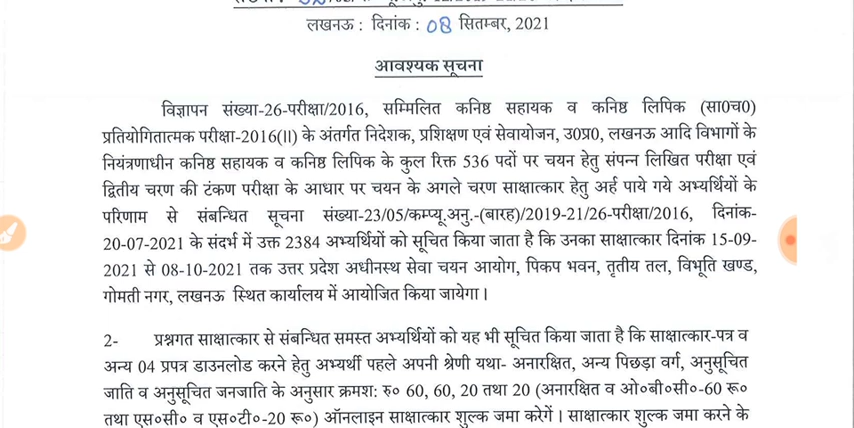 लखनऊ : दिनांक : 08 सितम्बर, 2021
आवश्यक सूचना
विज्ञापन संख्या-26-परीक्षा/2016, सम्मिलित कनिष्ठ सहायक व कनिष्ठ लिपिक (सा0च0)
प्रतियोगितात्मक परीक्षा-2016(II) के अंतर्गत निदेशक, प्रशिक्षण एवं सेवायोजन, उ0प्र0, लखनऊ आदि विभागों के
नियंत्रणाधीन कनिष्ठ सहायक व कनिष्ठ लिपिक के कुल रिक्त 536 पदों पर चयन हेतु संपन्न लिखित परीक्षा एवं
द्वितीय चरण की टंकण परीक्षा के आधार पर चयन के अगले चरण साक्षात्कार हेतु अर्ह पाये गये अभ्यर्थियों के
परिणाम से संबन्धित सूचना संख्या-23/05/कम्प्यू.अनु.-(बारह)/2019-21/26-परीक्षा/2016, दिनांक-
20-07-2021 के संदर्भ में उक्त 2384 अभ्यर्थियों को सूचित किया जाता है कि उनका साक्षात्कार दिनांक 15-09-
2021 से 08-10-2021 तक उत्तर प्रदेश अधीनस्थ सेवा चयन आयोग, पिकप भवन, तृतीय तल, विभूति खण्ड,
गोमती नगर, लखनऊ स्थित कार्यालय में आयोजित किया जायेगा।
2- प्रश्नगत साक्षात्कार से संबन्धित समस्त अभ्यर्थियों को यह भी सूचित किया जाता है कि साक्षात्कार-पत्र व
अन्य 04 प्रपत्र डाउनलोड करने हेतु अभ्यर्थी पहले अपनी श्रेणी यथा- अनारक्षित, अन्य पिछड़ा वर्ग, अनुसूचित
जाति व अनुसूचित जनजाति के अनुसार क्रमश: रु० 60, 60, 20 तथा 20 (अनारक्षित व ओ०बी०सी०-60 रू०
तथा एस०सी० व एस०टी०-20 रू०) ऑनलाइन साक्षात्कार शुल्क जमा करेगें। साक्षात्कार शुल्क जमा करने के